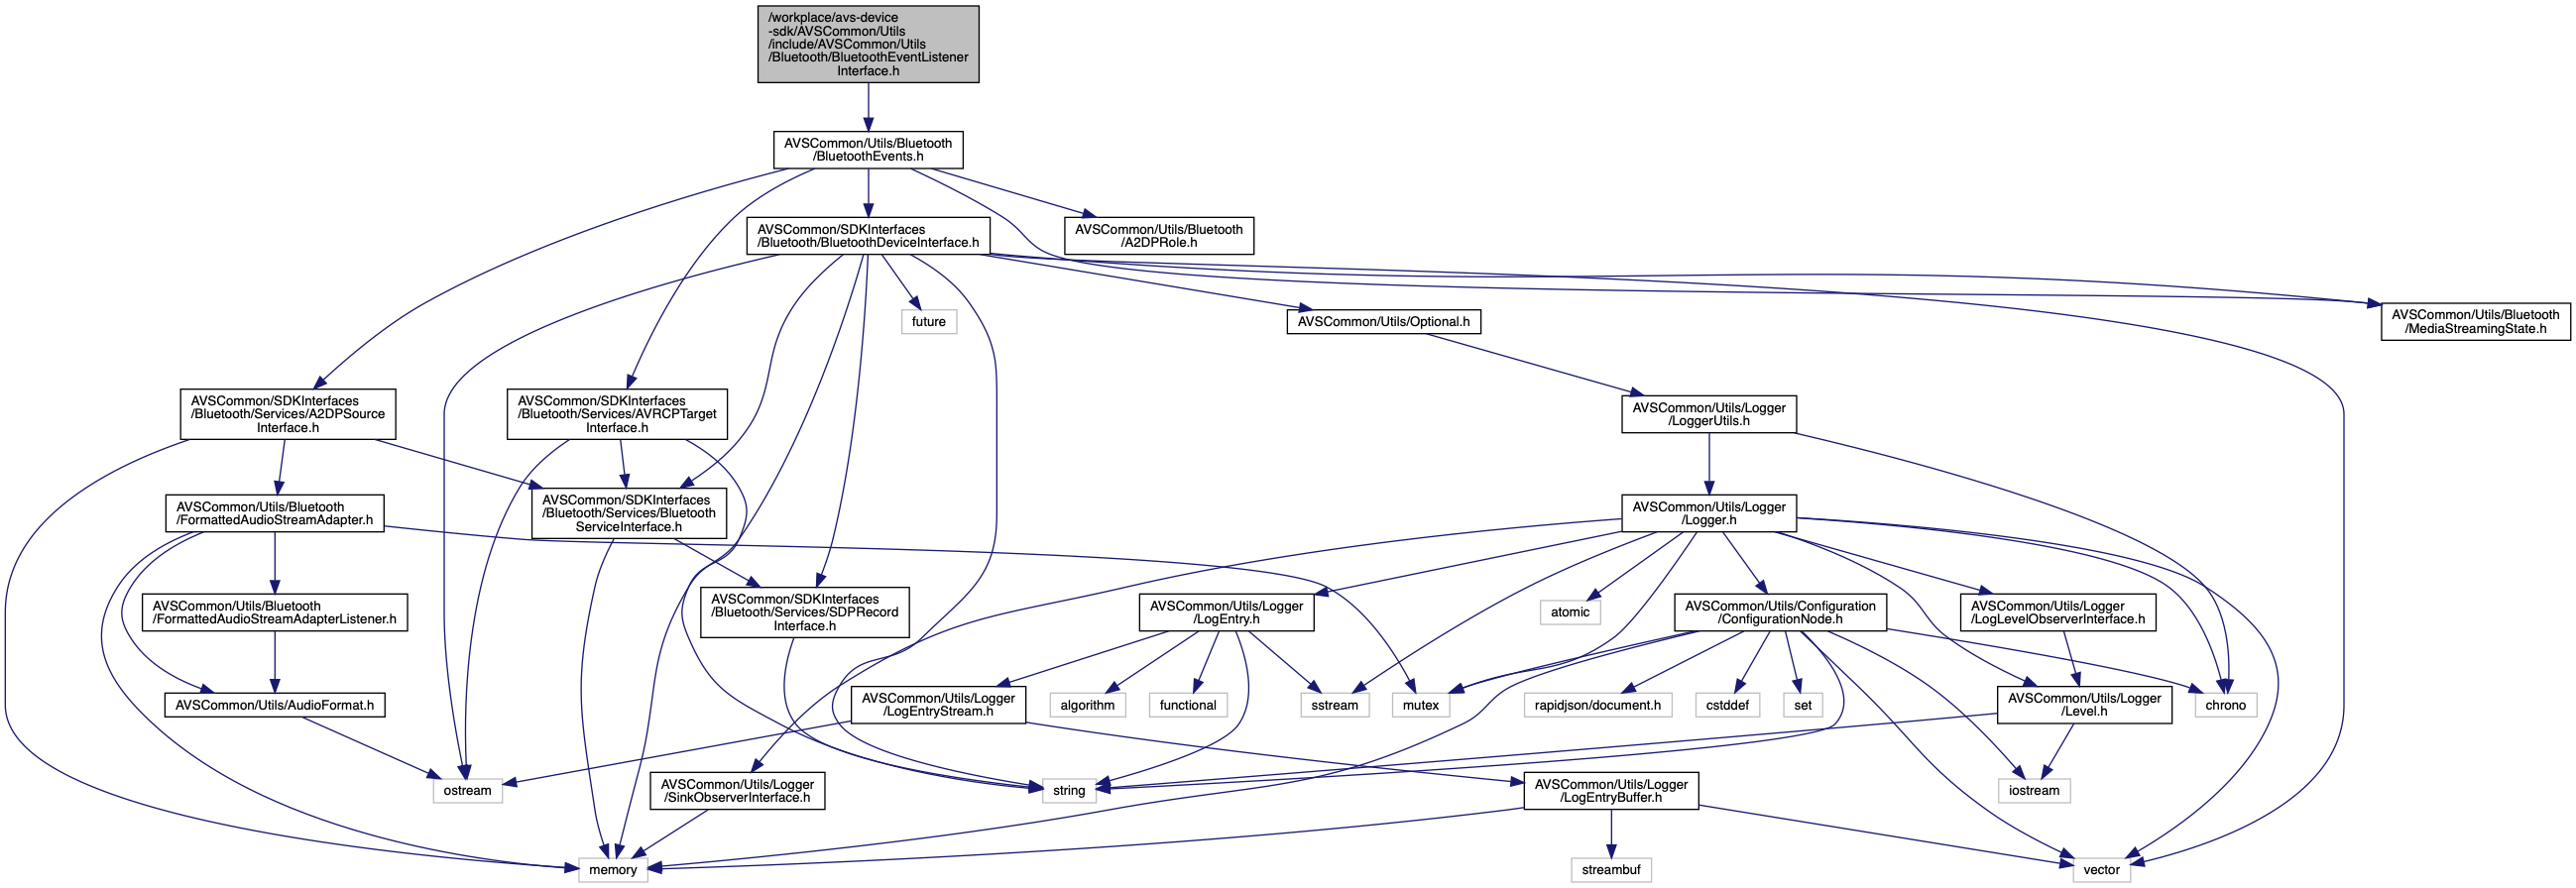 /workplace/avs-device
-sdk/AVSCommon/Utils
/include/AVSCommon/Utils
/Bluetooth/BluetoothEventListener
Interface.h
AVSCommon/Utils/Bluetooth
/BluetoothEvents.h
AVSCommon/SDKInterfaces
/Bluetooth/BluetoothDeviceInterface.h
AVSCommon/Utils/Bluetooth
/A2DPRole.h
future
AVSCommon/Utils/Optional.h
AVSCommon/Utils/Bluetooth
/MediaStreamingState.h
AVSCommon/SDKInterfaces
/Bluetooth/Services/A2DPSource
Interface.h
AVSCommon/SDKInterfaces
/Bluetooth/Services/AVRCPTarget
Interface.h
AVSCommon/Utils/Logger
/LoggerUtils.h
AVSCommon/Utils/Bluetooth
/FormattedAudioStreamAdapter.h
AVSCommon/SDKInterfaces
/Bluetooth/Services/Bluetooth
ServiceInterface.h
AVSCommon/Utils/Logger
/Logger.h
AVSCommon/Utils/Bluetooth
/FormattedAudioStreamAdapterListener.h
AVSCommon/SDKInterfaces
/Bluetooth/Services/SDPRecord
Interface.h
AVSCommon/Utils/Logger
/LogEntry.h
atomic
AVSCommon/Utils/Configuration
/ConfigurationNode.h
AVSCommon/Utils/Logger
/LogLevelObserverInterface.h
AVSCommon/Utils/AudioFormat.h
AVSCommon/Utils/Logger
/LogEntryStream.h
algorithm
functional
sstream
mutex
rapidjson/document.h
cstddef
set
AVSCommon/Utils/Logger
/Level.h
chrono
ostream
AVSCommon/Utils/Logger
/SinkObserverInterface.h
string
AVSCommon/Utils/Logger
/LogEntryBuffer.h
iostream
memory
streambuf
vector